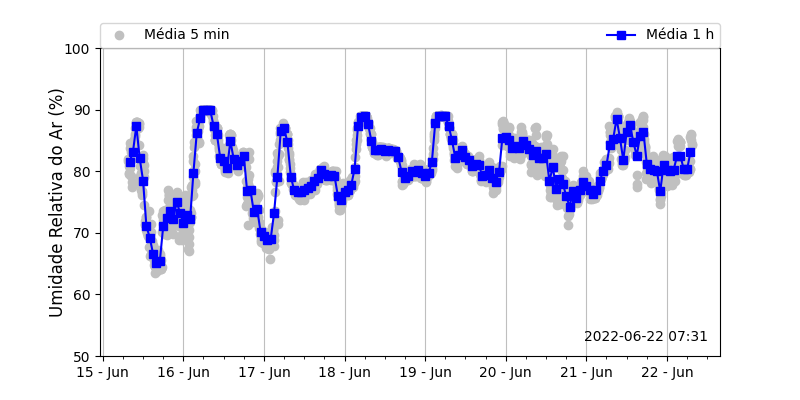 Média 5 min
Média 1 h
Umidade Relativa do Ar (%)
100
90
80
70
60
50
2022-06-22 07:31
15 - Jun
16 - Jun
17 - Jun
18 - Jun
19 - Jun
20 - Jun
21 - Jun
22 - Jun